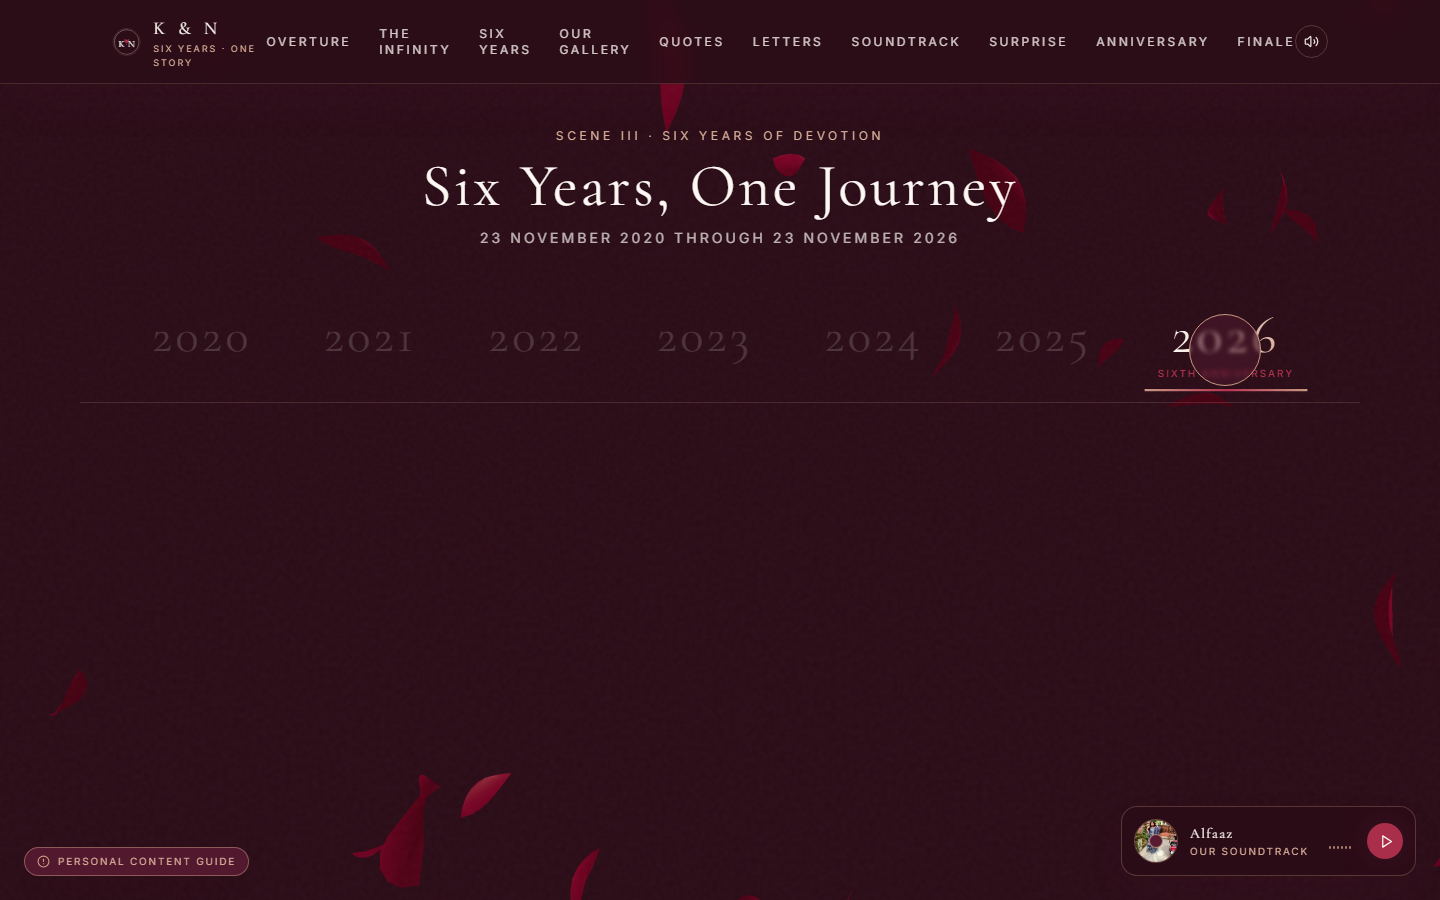 K & N
SIX YEARS · ONE
STORY
OVERTURE
THE
INFINITY
SIX
YEARS
OUR
GALLERY
QUOTES
LETTERS
SOUNDTRACK
SURPRISE
ANNIVERSARY
FINALE
SCENE III · SIX YEARS OF DEVOTION
Six Years, One Journey
23 NOVEMBER 2020 THROUGH 23 NOVEMBER 2026
2020
2021
2022
2023
2024
2025
2026
SIXTH ANNIVERSARY
PERSONAL CONTENT GUIDE
Alfaaz
OUR SOUNDTRACK